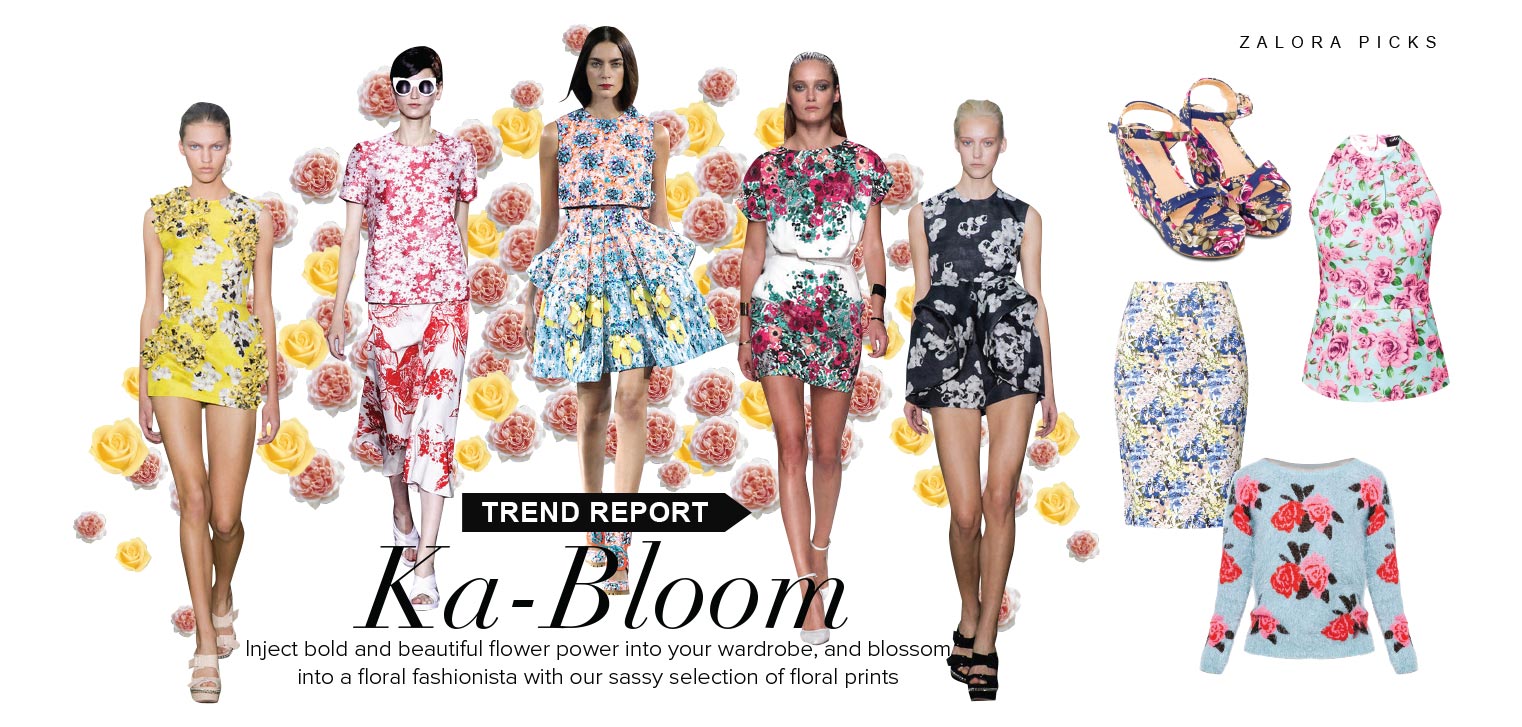 ZALORA PICKS
TREND REPORT
Ka-Bloom
Inject bold and beautiful flower power into your wardrobe, and blossom
into a floral fashionista with our sassy selection of floral prints